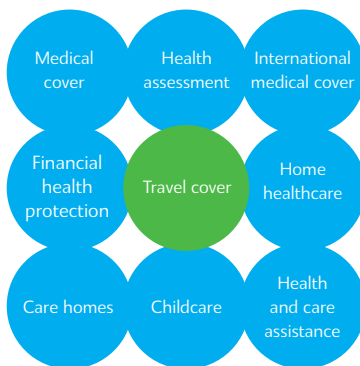 Medical
cover
Health
assessment
International
medical cover
Financial
health
protection
Travel cover
Home
healthcare
Care homes
Childcare
Health
and care
assistance